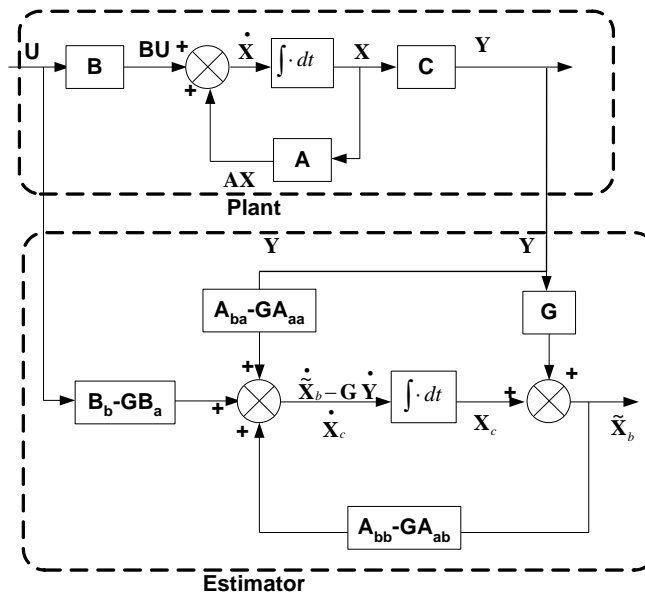 U
B
BU
+
Ẋ
∫· dt
X
C
Y
+
A
AX
Plant
Y
Y
A_ba-GA_aa
G
+
+
B_b-GB_a
+
+
X̃̇_b – G Ẏ
Ẋ_c
∫· dt
+
X_c
X̃_b
A_bb-GA_ab
Estimator